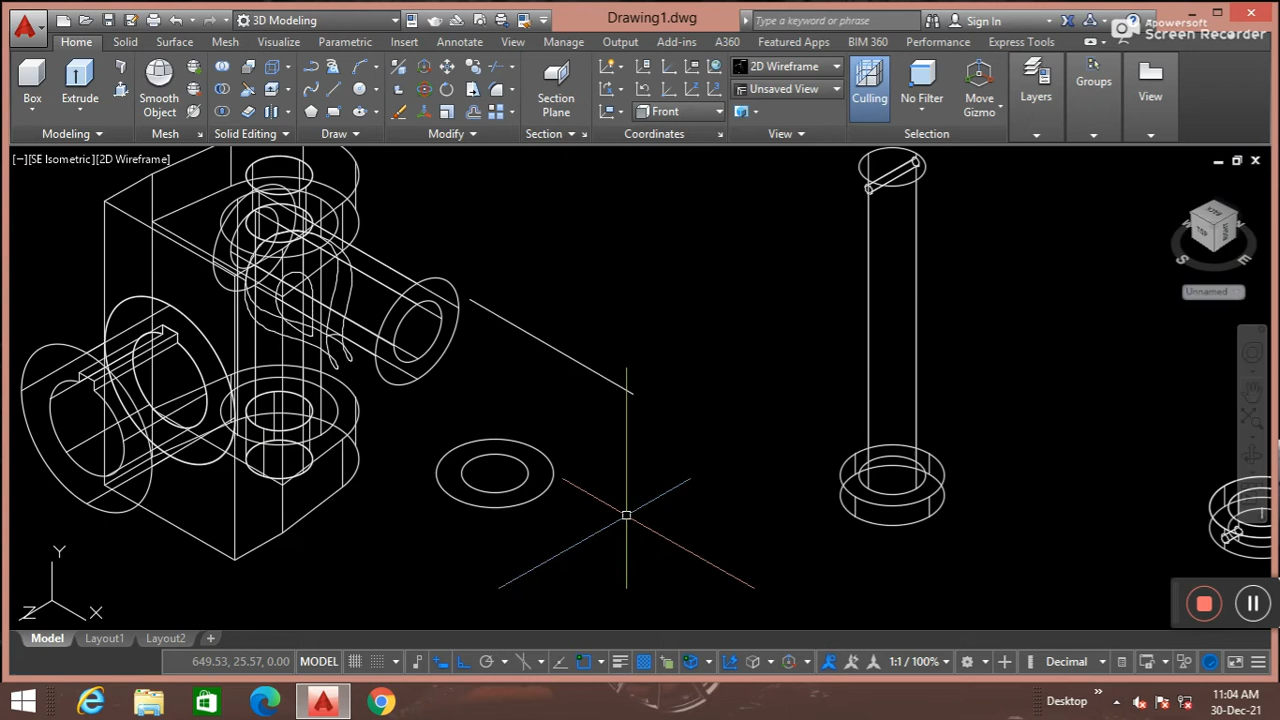 3D Modeling
Drawing1.dwg
Type a keyword or phrase
Sign In
Apowersoft
Screen Recorder
Home Solid Surface Mesh Visualize Parametric Insert Annotate View Manage Output Add-ins A360 Featured Apps BIM 360 Performance Express Tools
Box
Extrude
Smooth
Object
Section
Plane
2D Wireframe
Unsaved View
Front
Culling
No Filter
Move
Gizmo
Layers
Groups
View
Modeling
Mesh
Solid Editing
Draw
Modify
Section
Coordinates
View
Selection
[−][SE Isometric][2D Wireframe]
TOP
S
E
Unnamed
Y
Z
X
Model Layout1 Layout2 +
649.53, 25.57, 0.00
MODEL
1:1 / 100%
Decimal
Desktop
11:04 AM
30-Dec-21